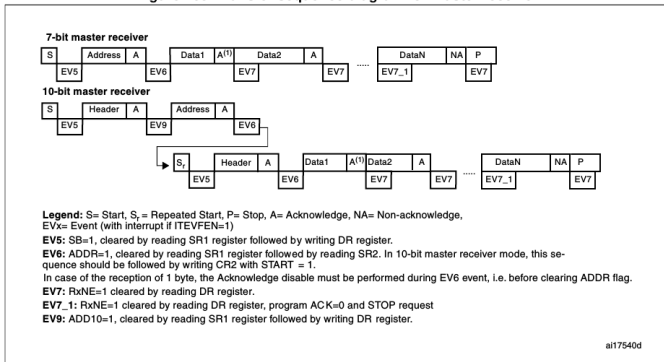 7-bit master receiver
S Address A Data1 A(1) Data2 A ..... DataN NA P
EV5 EV6 EV7 EV7 EV7_1 EV7
10-bit master receiver
S Header A Address A
EV5 EV9 EV6
Sr Header A Data1 A(1) Data2 A ..... DataN NA P
EV5 EV6 EV7 EV7 EV7_1 EV7
Legend: S= Start, Sr = Repeated Start, P= Stop, A= Acknowledge, NA= Non-acknowledge,
EVx= Event (with interrupt if ITEVFEN=1)
EV5: SB=1, cleared by reading SR1 register followed by writing DR register.
EV6: ADDR=1, cleared by reading SR1 register followed by reading SR2. In 10-bit master receiver mode, this se-
quence should be followed by writing CR2 with START = 1.
In case of the reception of 1 byte, the Acknowledge disable must be performed during EV6 event, i.e. before clearing ADDR flag.
EV7: RxNE=1 cleared by reading DR register.
EV7_1: RxNE=1 cleared by reading DR register, program ACK=0 and STOP request
EV9: ADD10=1, cleared by reading SR1 register followed by writing DR register.
ai17540d